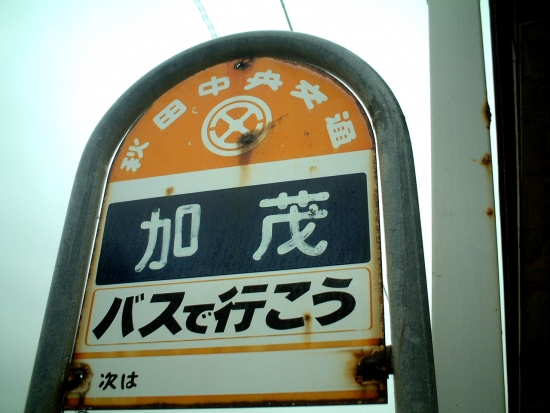 秋田中央交通
加茂
バスで行こう
次は